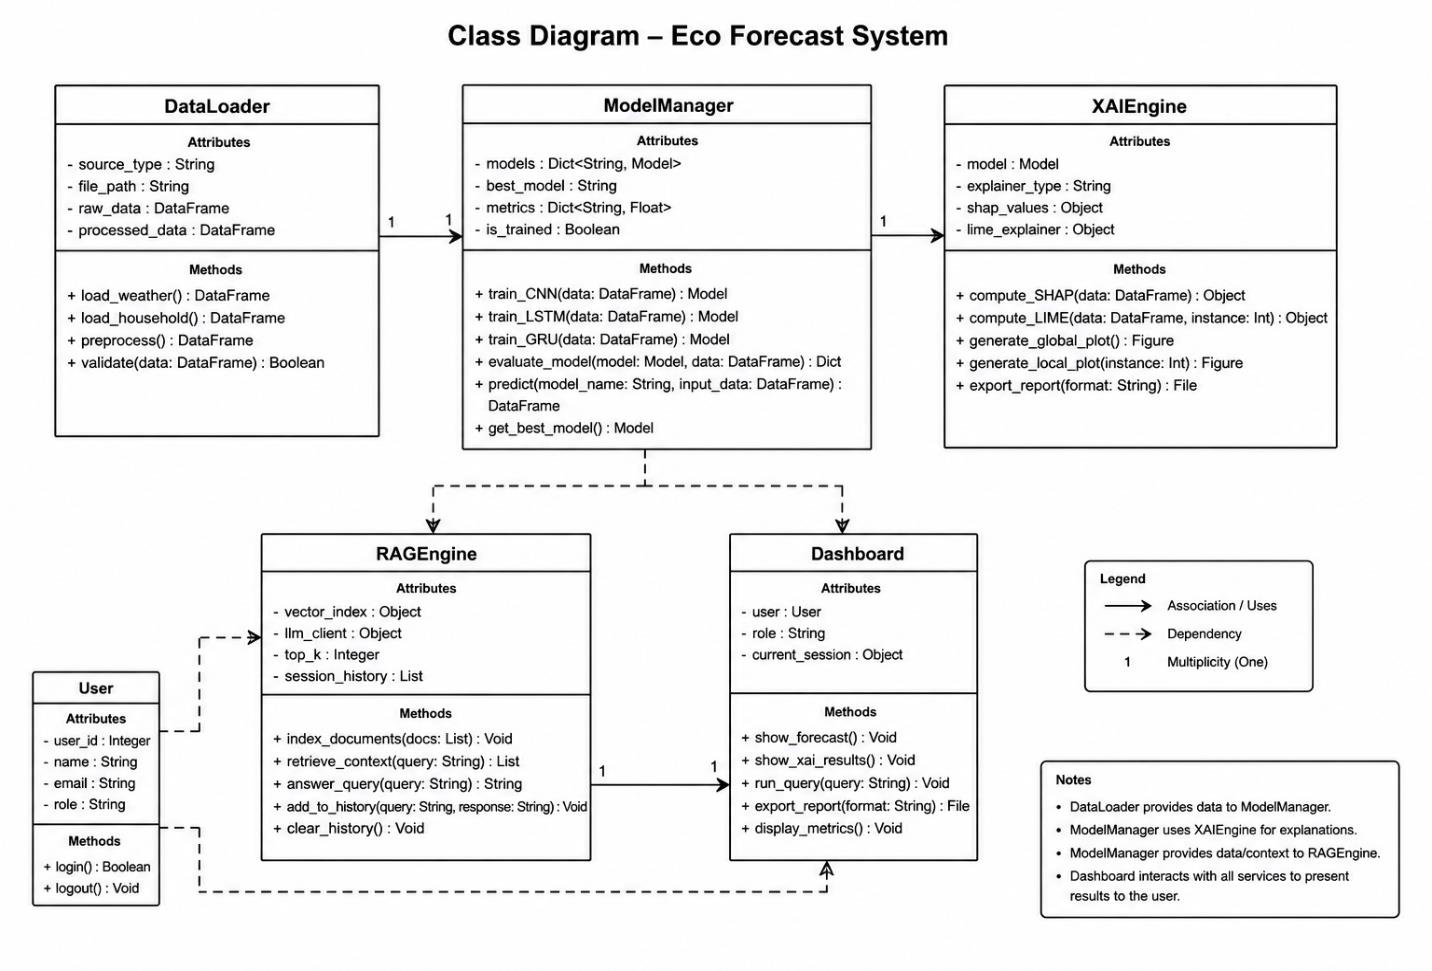 Class Diagram – Eco Forecast System
DataLoader
Attributes
- source_type : String
- file_path : String
- raw_data : DataFrame
- processed_data : DataFrame
Methods
+ load_weather() : DataFrame
+ load_household() : DataFrame
+ preprocess() : DataFrame
+ validate(data: DataFrame) : Boolean
1
1
ModelManager
Attributes
- models : Dict<String, Model>
- best_model : String
- metrics : Dict<String, Float>
- is_trained : Boolean
Methods
+ train_CNN(data: DataFrame) : Model
+ train_LSTM(data: DataFrame) : Model
+ train_GRU(data: DataFrame) : Model
+ evaluate_model(model: Model, data: DataFrame) : Dict
+ predict(model_name: String, input_data: DataFrame) :
DataFrame
+ get_best_model() : Model
1
XAIEngine
Attributes
- model : Model
- explainer_type : String
- shap_values : Object
- lime_explainer : Object
Methods
+ compute_SHAP(data: DataFrame) : Object
+ compute_LIME(data: DataFrame, instance: Int) : Object
+ generate_global_plot() : Figure
+ generate_local_plot(instance: Int) : Figure
+ export_report(format: String) : File
RAGEngine
Attributes
- vector_index : Object
- llm_client : Object
- top_k : Integer
- session_history : List
Methods
+ index_documents(docs: List) : Void
+ retrieve_context(query: String) : List
+ answer_query(query: String) : String
+ add_to_history(query: String, response: String) : Void
+ clear_history() : Void
1
1
Dashboard
Attributes
- user : User
- role : String
- current_session : Object
Methods
+ show_forecast() : Void
+ show_xai_results() : Void
+ run_query(query: String) : Void
+ export_report(format: String) : File
+ display_metrics() : Void
User
Attributes
- user_id : Integer
- name : String
- email : String
- role : String
Methods
+ login() : Boolean
+ logout() : Void
Legend
Association / Uses
Dependency
1 Multiplicity (One)
Notes
• DataLoader provides data to ModelManager.
• ModelManager uses XAIEngine for explanations.
• ModelManager provides data/context to RAGEngine.
• Dashboard interacts with all services to present
results to the user.